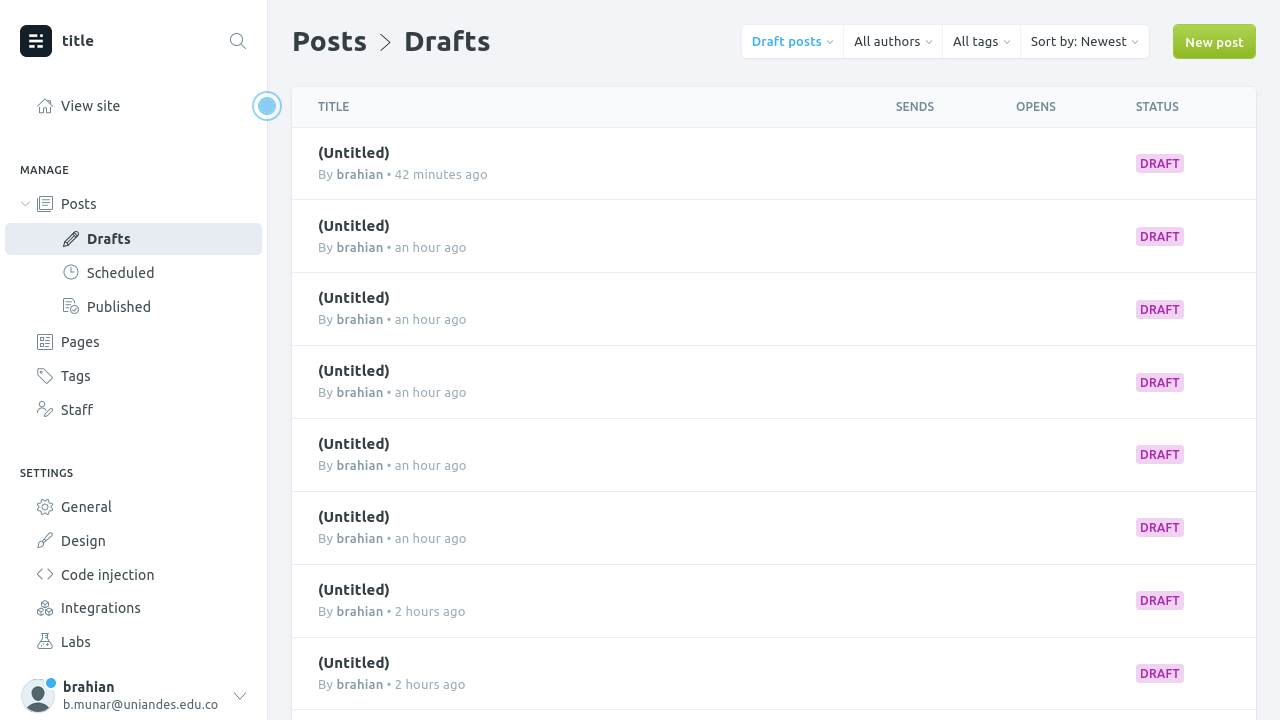 title
View site
MANAGE
Posts
Drafts
Scheduled
Published
Pages
Tags
Staff
SETTINGS
General
Design
Code injection
Integrations
Labs
brahian
b.munar@uniandes.edu.co
Posts > Drafts
Draft posts All authors All tags Sort by: Newest New post
TITLE SENDS OPENS STATUS
(Untitled)
By brahian • 42 minutes ago
DRAFT
(Untitled)
By brahian • an hour ago
DRAFT
(Untitled)
By brahian • an hour ago
DRAFT
(Untitled)
By brahian • an hour ago
DRAFT
(Untitled)
By brahian • an hour ago
DRAFT
(Untitled)
By brahian • an hour ago
DRAFT
(Untitled)
By brahian • 2 hours ago
DRAFT
(Untitled)
By brahian • 2 hours ago
DRAFT